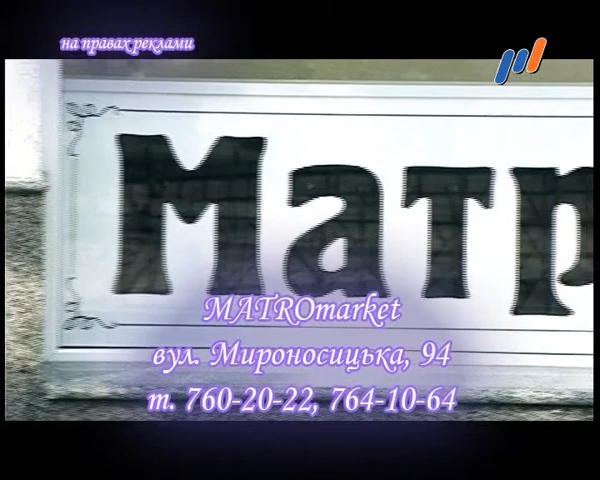 на правах реклами
Матр
MATROmarket
вул. Мироносицька, 94
т. 760-20-22, 764-10-64